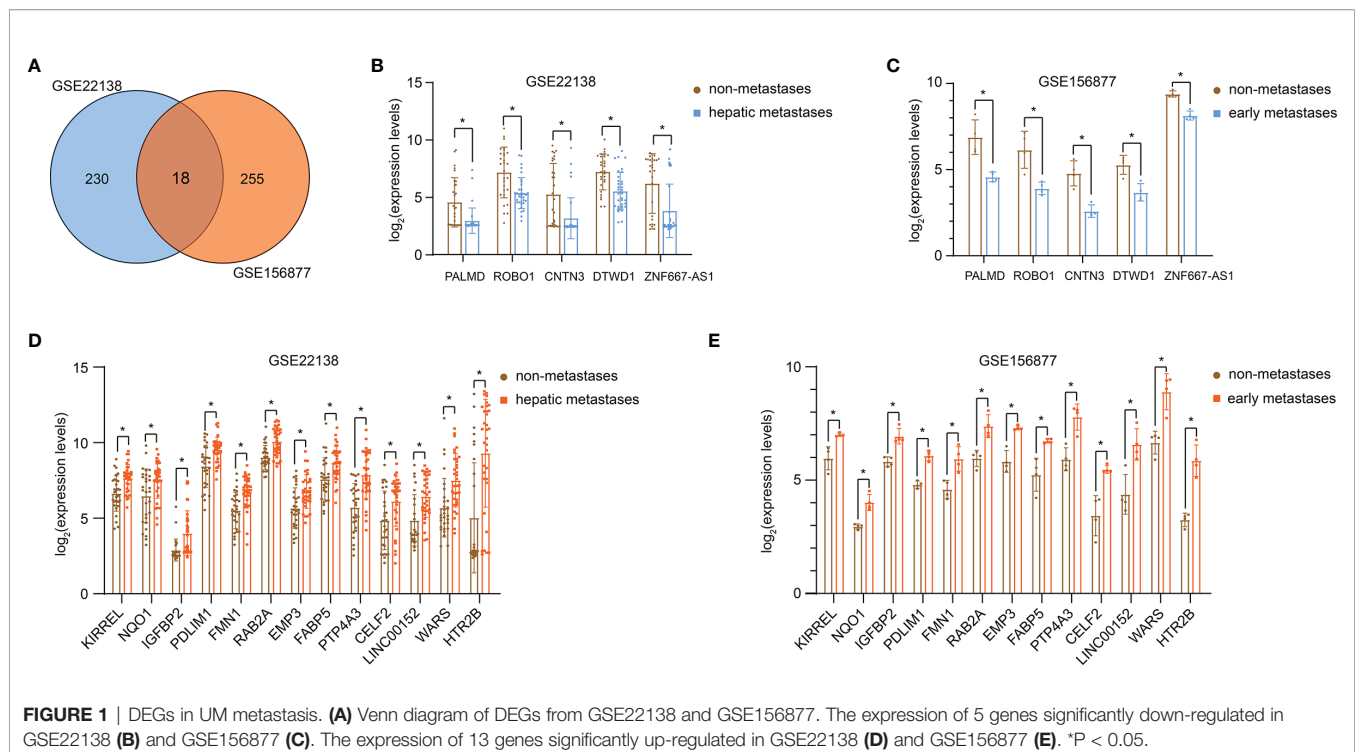 A
GSE22138
230
18
255
GSE156877
B
GSE22138
log2(expression levels)
15
10
5
0
* * * * *
PALMD ROBO1 CNTN3 DTWD1 ZNF667-AS1
non-metastases
hepatic metastases
C
GSE156877
log2(expression levels)
10
5
0
* * * * *
PALMD ROBO1 CNTN3 DTWD1 ZNF667-AS1
non-metastases
early metastases
D
GSE22138
log2(expression levels)
15
10
5
0
* * * * * * * * * * * * *
KIRREL NQO1 IGFBP2 PDLIM1 FMN1 RAB2A EMP3 FABP5 PTP4A3 CELF2 LINC00152 WARS HTR2B
non-metastases
hepatic metastases
E
GSE156877
log2(expression levels)
10
5
0
* * * * * * * * * * * * *
KIRREL NQO1 IGFBP2 PDLIM1 FMN1 RAB2A EMP3 FABP5 PTP4A3 CELF2 LINC00152 WARS HTR2B
non-metastases
early metastases
FIGURE 1 | DEGs in UM metastasis. (A) Venn diagram of DEGs from GSE22138 and GSE156877. The expression of 5 genes significantly down-regulated in
GSE22138 (B) and GSE156877 (C). The expression of 13 genes significantly up-regulated in GSE22138 (D) and GSE156877 (E). *P < 0.05.